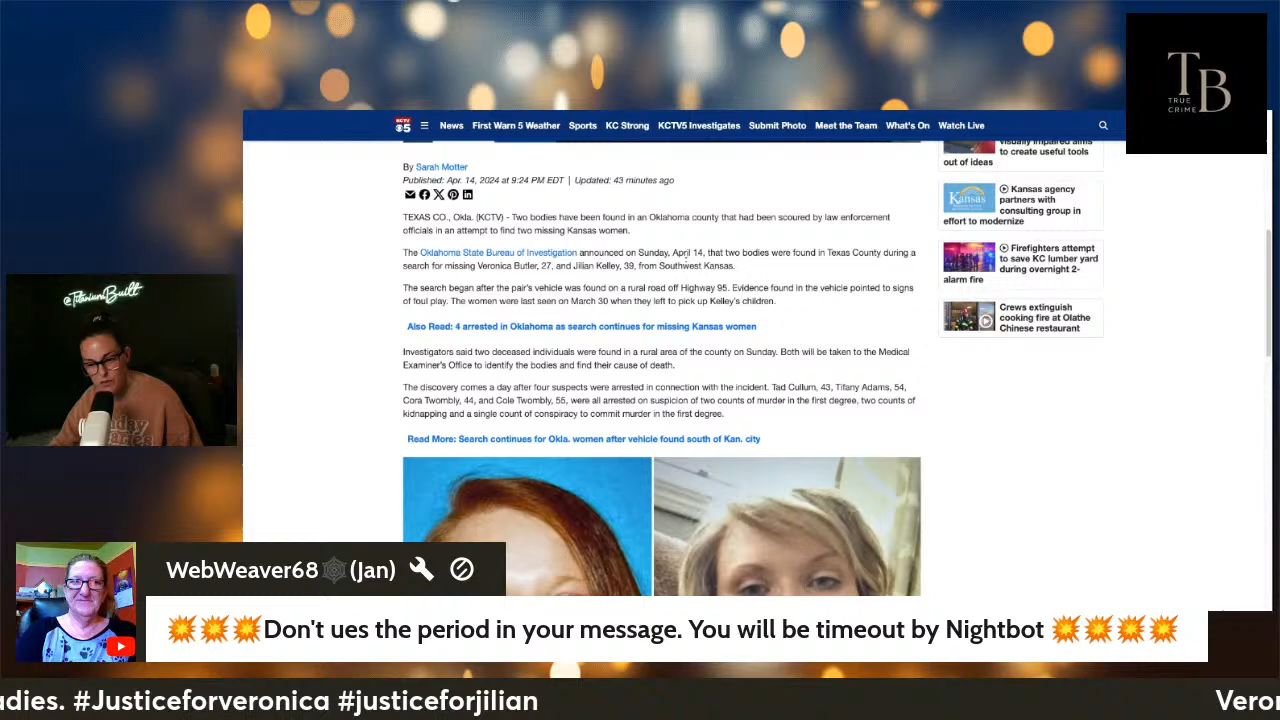 TB
TRUE
CRIME
KCTV
5
News First Warn 5 Weather Sports KC Strong KCTV5 Investigates Submit Photo Meet the Team What's On Watch Live
visually impaired aims
to create useful tools
out of ideas
By Sarah Motter
Published: Apr. 14, 2024 at 9:24 PM EDT | Updated: 43 minutes ago
TEXAS CO., Okla. (KCTV) - Two bodies have been found in an Oklahoma county that had been scoured by law enforcement
officials in an attempt to find two missing Kansas women.
The Oklahoma State Bureau of Investigation announced on Sunday, April 14, that two bodies were found in Texas County during a
search for missing Veronica Butler, 27, and Jilian Kelley, 39, from Southwest Kansas.
The search began after the pair's vehicle was found on a rural road off Highway 95. Evidence found in the vehicle pointed to signs
of foul play. The women were last seen on March 30 when they left to pick up Kelley's children.
Also Read: 4 arrested in Oklahoma as search continues for missing Kansas women
Investigators said two deceased individuals were found in a rural area of the county on Sunday. Both will be taken to the Medical
Examiner's Office to identify the bodies and find their cause of death.
The discovery comes a day after four suspects were arrested in connection with the incident. Tad Cullum, 43, Tifany Adams, 54,
Cora Twombly, 44, and Cole Twombly, 55, were all arrested on suspicion of two counts of murder in the first degree, two counts of
kidnapping and a single count of conspiracy to commit murder in the first degree.
Read More: Search continues for Okla. women after vehicle found south of Kan. city
Kansas
Kansas agency
partners with
consulting group in
effort to modernize
Firefighters attempt
to save KC lumber yard
during overnight 2-
alarm fire
Crews extinguish
cooking fire at Olathe
Chinese restaurant
@TitaniumBuilt
WebWeaver68🕸️(Jan)
💥💥💥Don't ues the period in your message. You will be timeout by Nightbot 💥💥💥💥
adies. #Justiceforveronica #justiceforjilian
Veron